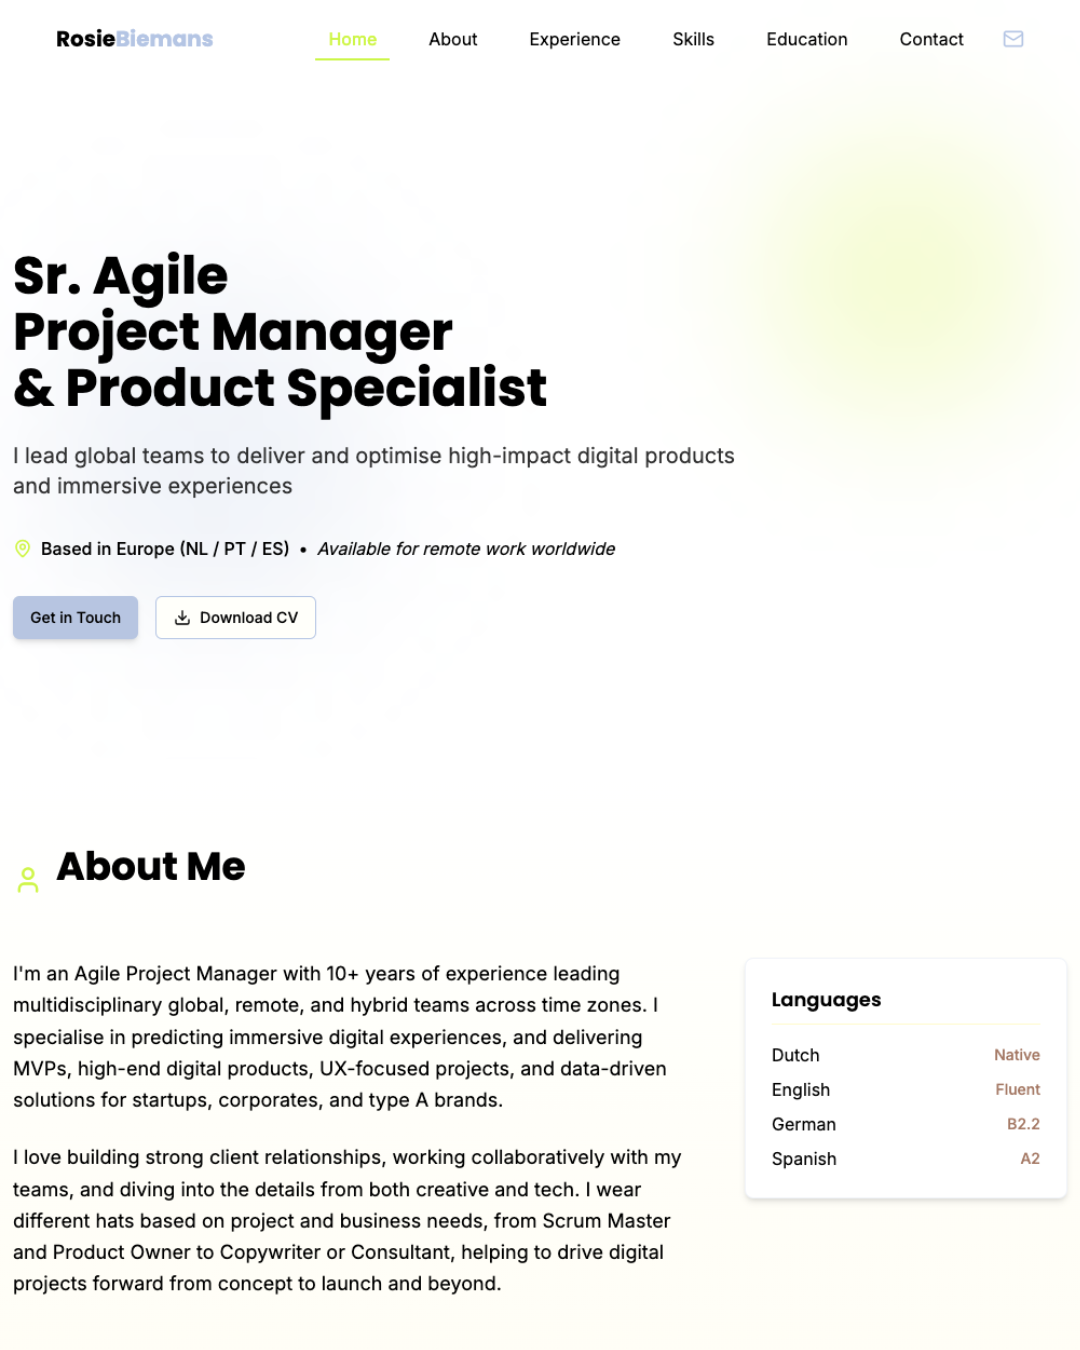 RosieBiemans
Home
About
Experience
Skills
Education
Contact
Sr. Agile
Project Manager
& Product Specialist
I lead global teams to deliver and optimise high-impact digital products
and immersive experiences
Based in Europe (NL / PT / ES) • Available for remote work worldwide
Get in Touch
Download CV
About Me
I'm an Agile Project Manager with 10+ years of experience leading
multidisciplinary global, remote, and hybrid teams across time zones. I
specialise in predicting immersive digital experiences, and delivering
MVPs, high-end digital products, UX-focused projects, and data-driven
solutions for startups, corporates, and type A brands.
I love building strong client relationships, working collaboratively with my
teams, and diving into the details from both creative and tech. I wear
different hats based on project and business needs, from Scrum Master
and Product Owner to Copywriter or Consultant, helping to drive digital
projects forward from concept to launch and beyond.
Languages
Dutch Native
English Fluent
German B2.2
Spanish A2